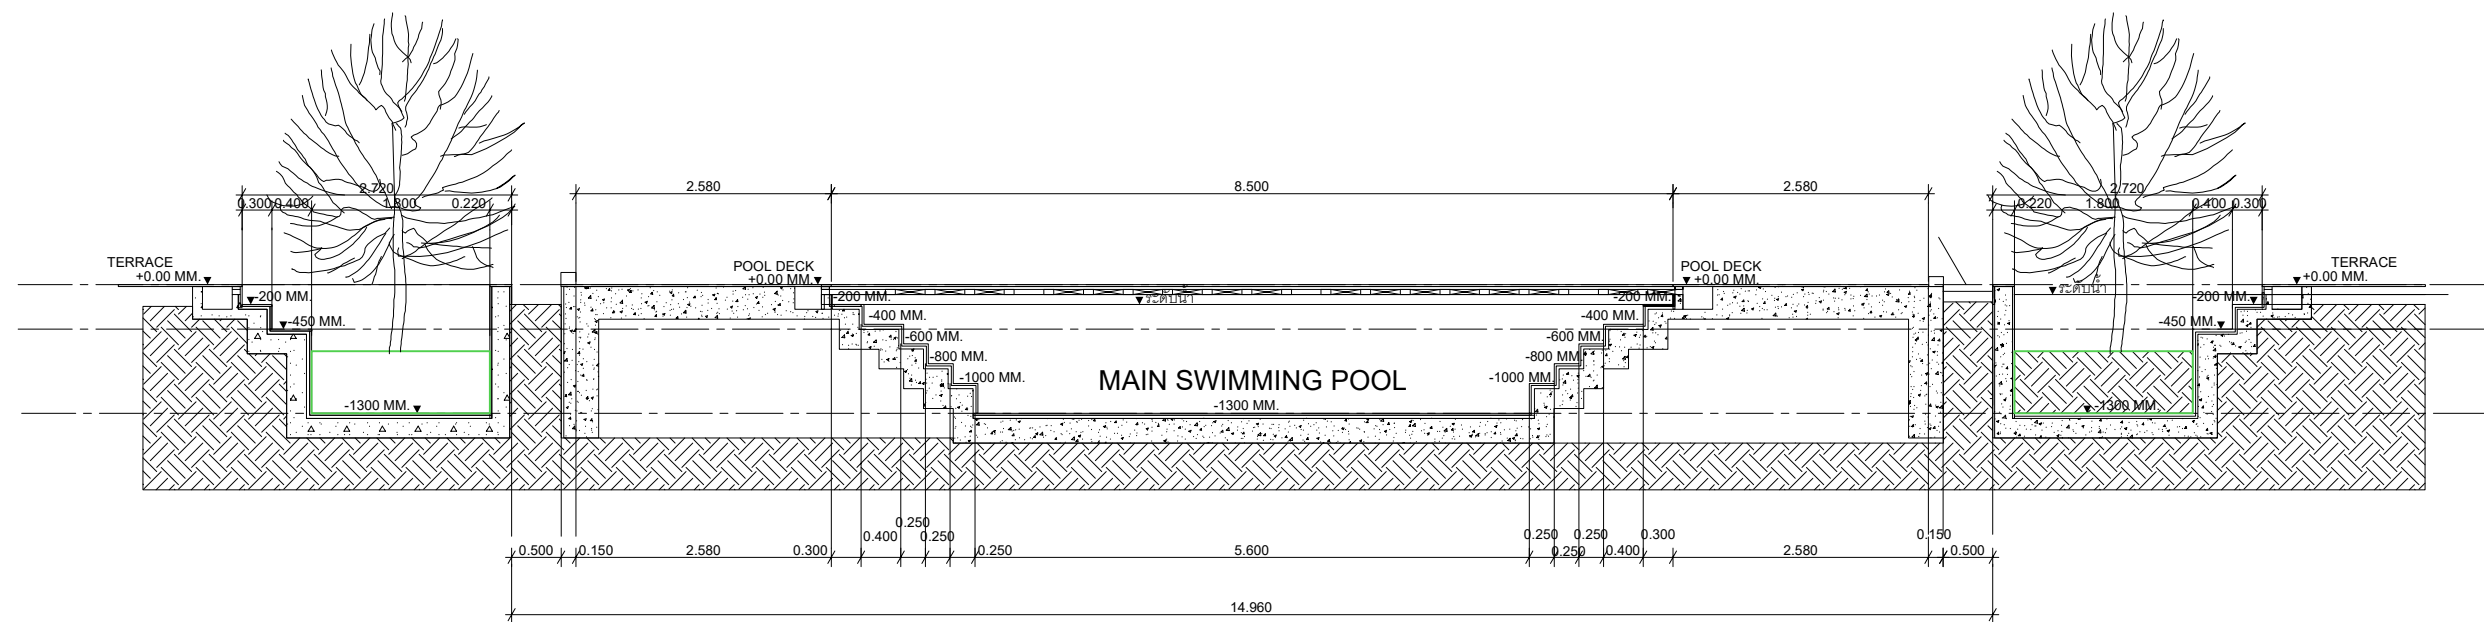 2.720
0.300 0.400 1.800 0.220
2.580 8.500 2.580
2.720
0.220 1.800 0.400 0.300
TERRACE
+0.00 MM.
-200 MM.
-450 MM.
-1300 MM.
POOL DECK
+0.00 MM.
-200 MM.
-400 MM.
-600 MM.
-800 MM.
-1000 MM.
ระดับน้ำ
MAIN SWIMMING POOL
-1300 MM.
POOL DECK
+0.00 MM.
-200 MM.
-400 MM.
-600 MM.
-800 MM.
-1000 MM.
TERRACE
+0.00 MM.
ระดับน้ำ
-200 MM.
-450 MM.
-1300 MM.
0.500 0.150 2.580 0.300 0.400 0.250 0.250 0.250 5.600 0.250 0.250 0.250 0.400 0.300 2.580 0.150 0.500
14.960